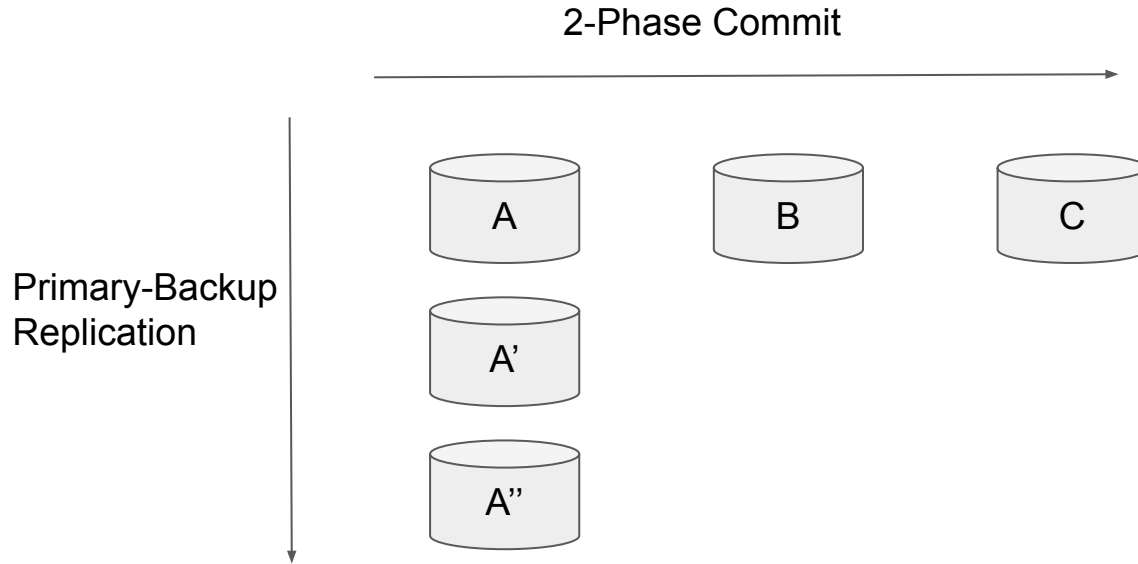 2-Phase Commit
A
B
C
Primary-Backup
Replication
A’
A’’